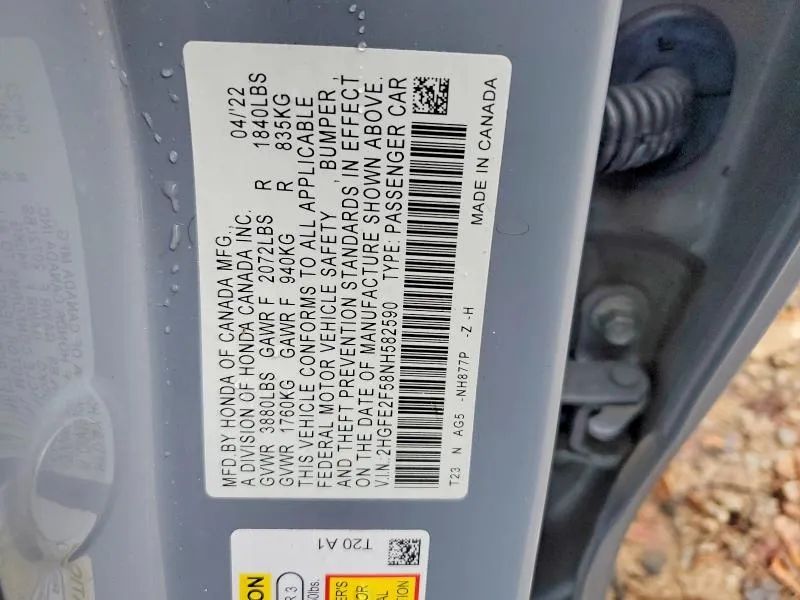 MFD.BY HONDA OF CANADA MFG.,
04/'22
A DIVISION OF HONDA CANADA INC.
GVWR 3880LBS GAWR F 2072LBS R 1840LBS
GVWR 1760KG GAWR F 940KG R 835KG
THIS VEHICLE CONFORMS TO ALL APPLICABLE
FEDERAL MOTOR VEHICLE SAFETY , BUMPER ,
AND THEFT PREVENTION STANDARDS IN EFFECT
ON THE DATE OF MANUFACTURE SHOWN ABOVE.
V.I.N.:2HGFE2F58NH582590 TYPE: PASSENGER CAR
T23 N AG5 -NH877P -Z -H
MADE IN CANADA
T20 A1